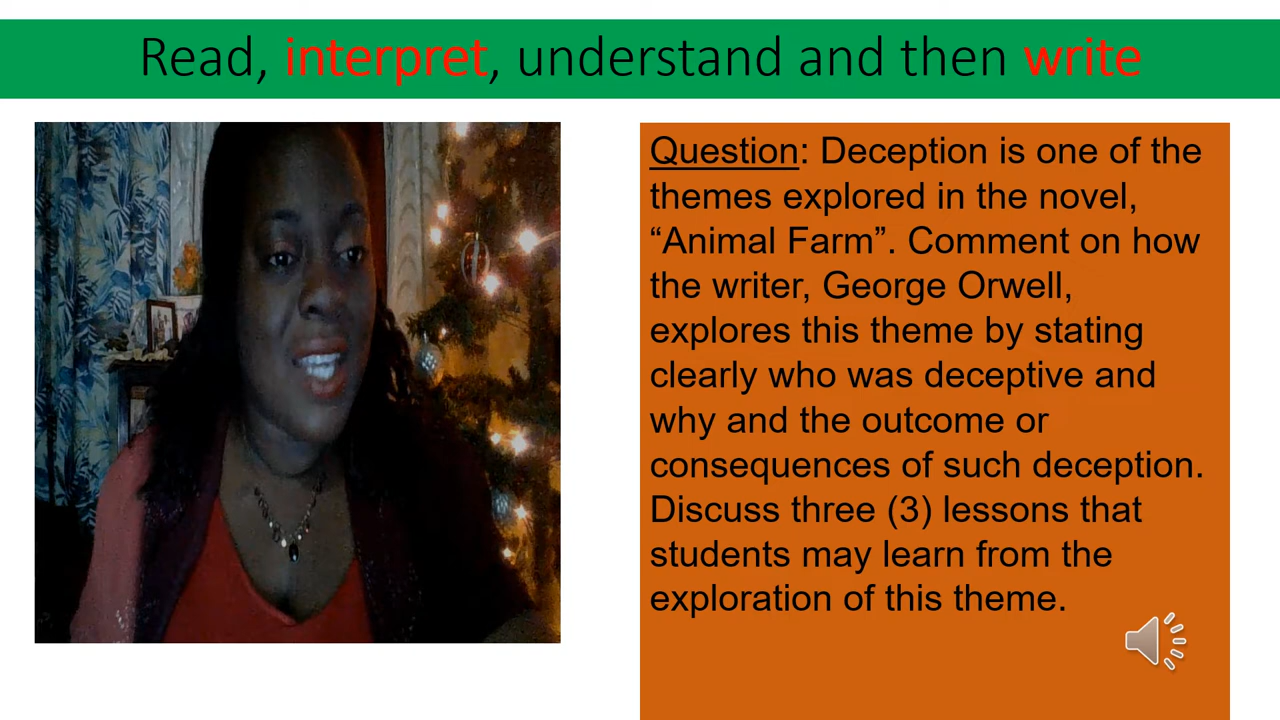 Read, interpret, understand and then write
Question: Deception is one of the
themes explored in the novel,
“Animal Farm”. Comment on how
the writer, George Orwell,
explores this theme by stating
clearly who was deceptive and
why and the outcome or
consequences of such deception.
Discuss three (3) lessons that
students may learn from the
exploration of this theme.